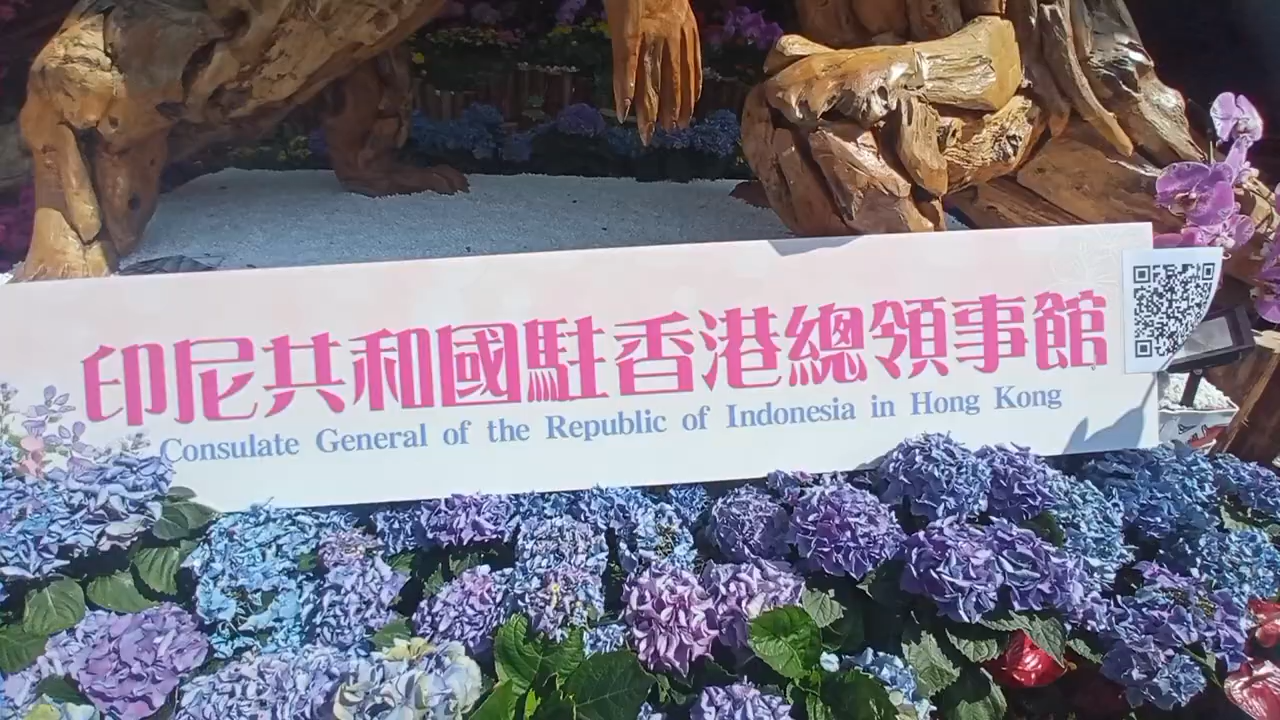 印尼共和國駐香港總領事館
Consulate General of the Republic of Indonesia in Hong Kong